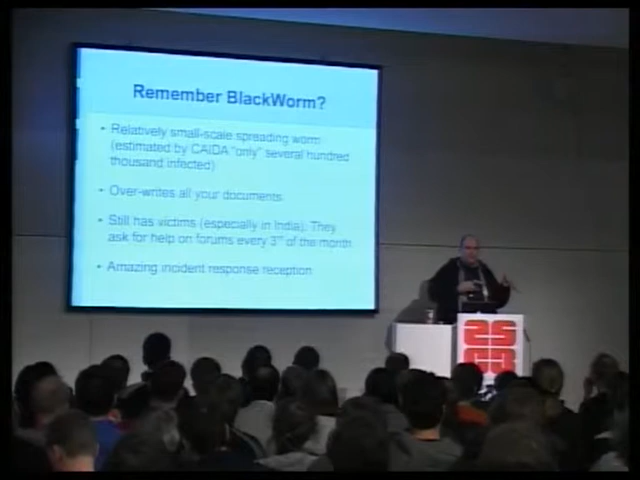 Remember BlackWorm?
• Relatively small-scale spreading worm
(estimated by CAIDA "only" several hundred
thousand infected)
• Over-writes all your documents
• Still has victims (especially in India). They
ask for help on forums every 3rd of the month
• Amazing incident response reception
25
C3